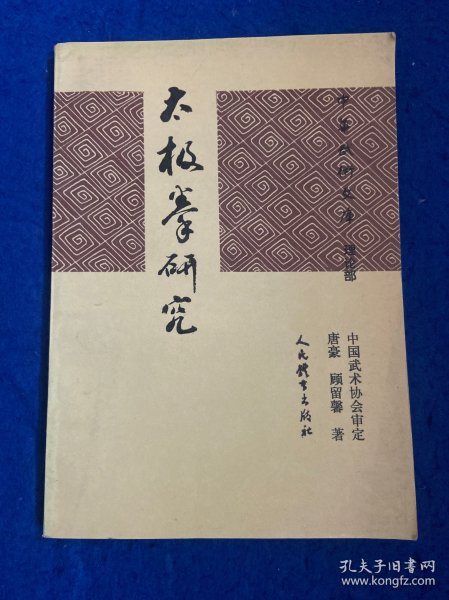 太极拳研究
中华武术文库 理论部
中国武术协会审定
唐豪 顾留馨 著
人民体育出版社
孔夫子旧书网
www.kongfz.com